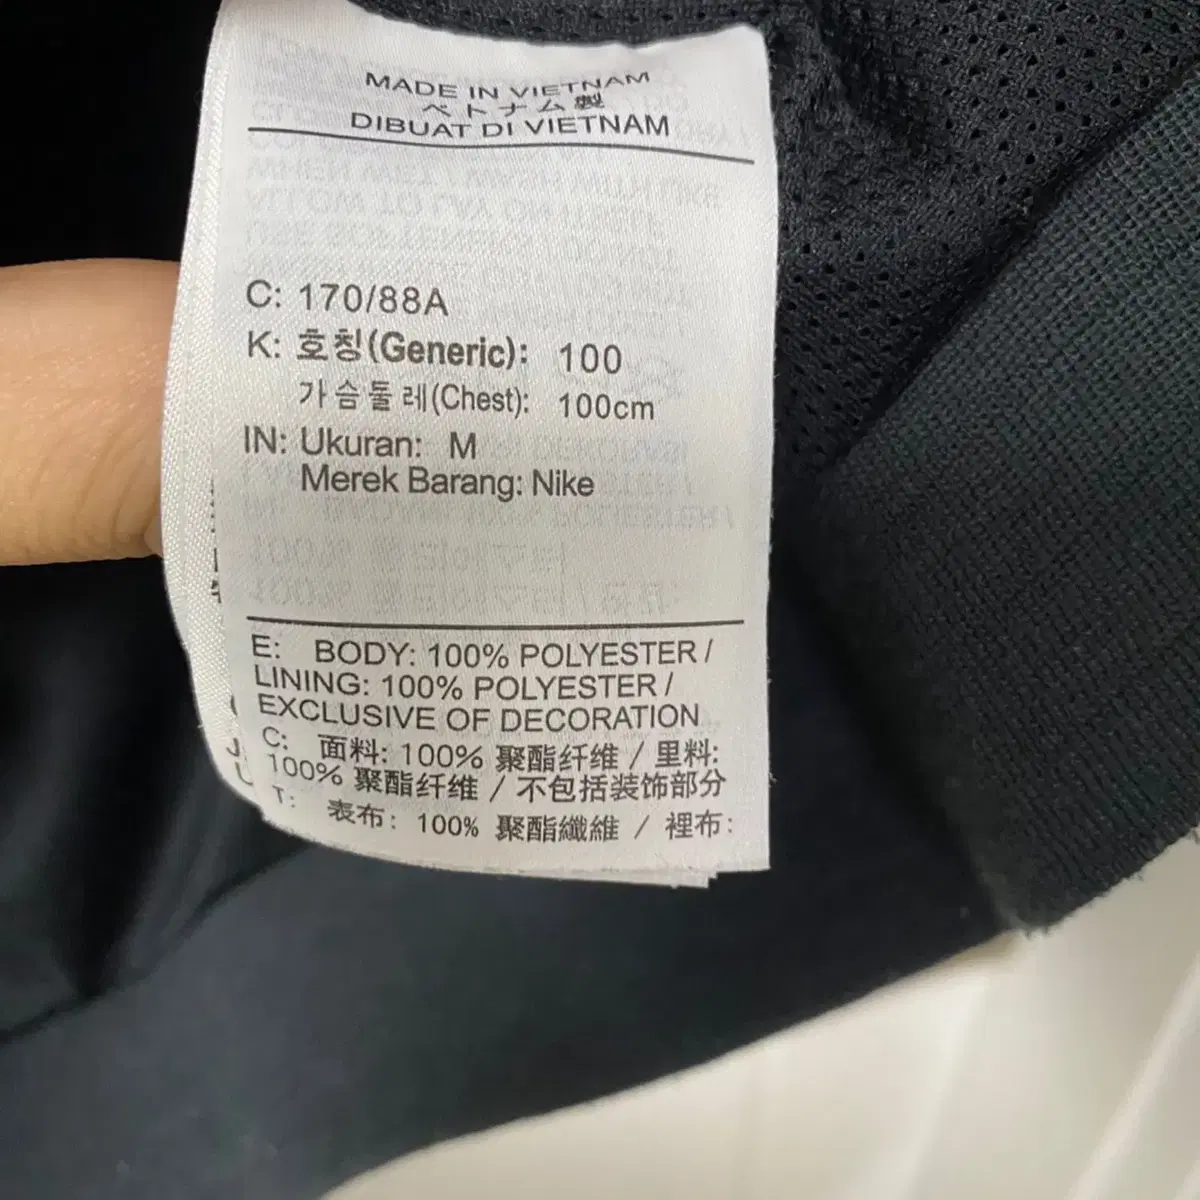 MADE IN VIETNAM
ベトナム製
DIBUAT DI VIETNAM
C: 170/88A
K: 호칭(Generic): 100
가슴둘레(Chest): 100cm
IN: Ukuran: M
Merek Barang: Nike
E: BODY: 100% POLYESTER /
LINING: 100% POLYESTER /
EXCLUSIVE OF DECORATION
C: 面料: 100% 聚酯纤维 / 里料:
100% 聚酯纤维 / 不包括装饰部分
T: 表布: 100% 聚酯纖維 / 裡布: